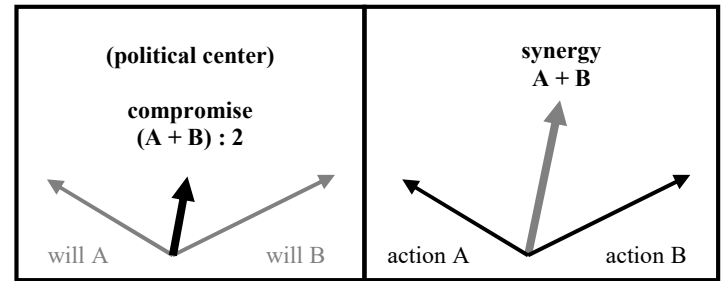 (political center)
compromise
(A + B) : 2
will A
will B
synergy
A + B
action A
action B